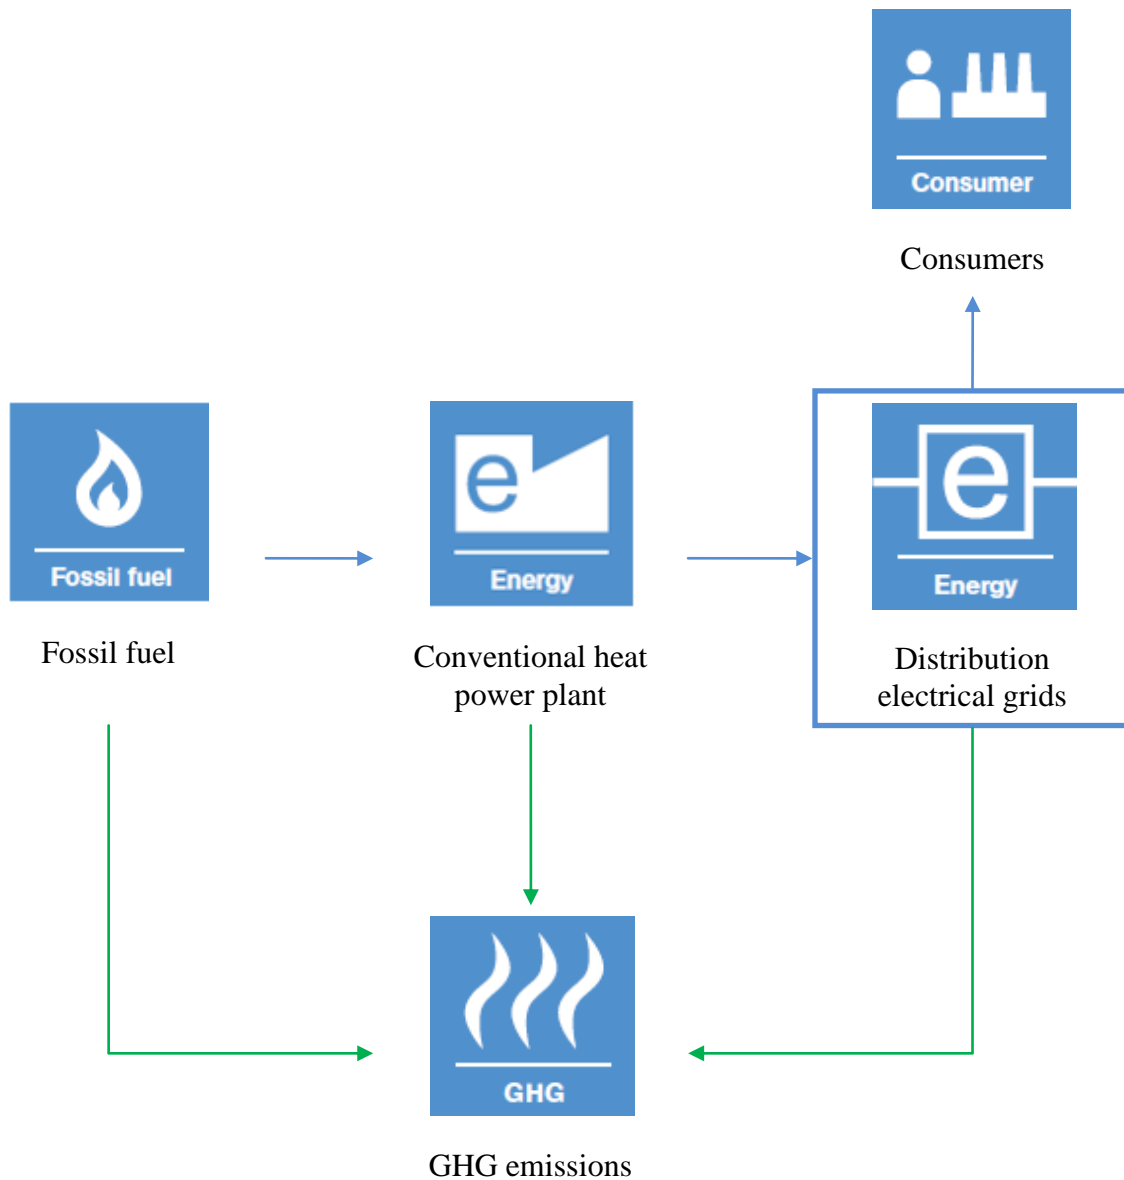 Consumer
Consumers
Fossil fuel
Fossil fuel
e
Energy
Conventional heat
power plant
e
Energy
Distribution
electrical grids
GHG
GHG emissions